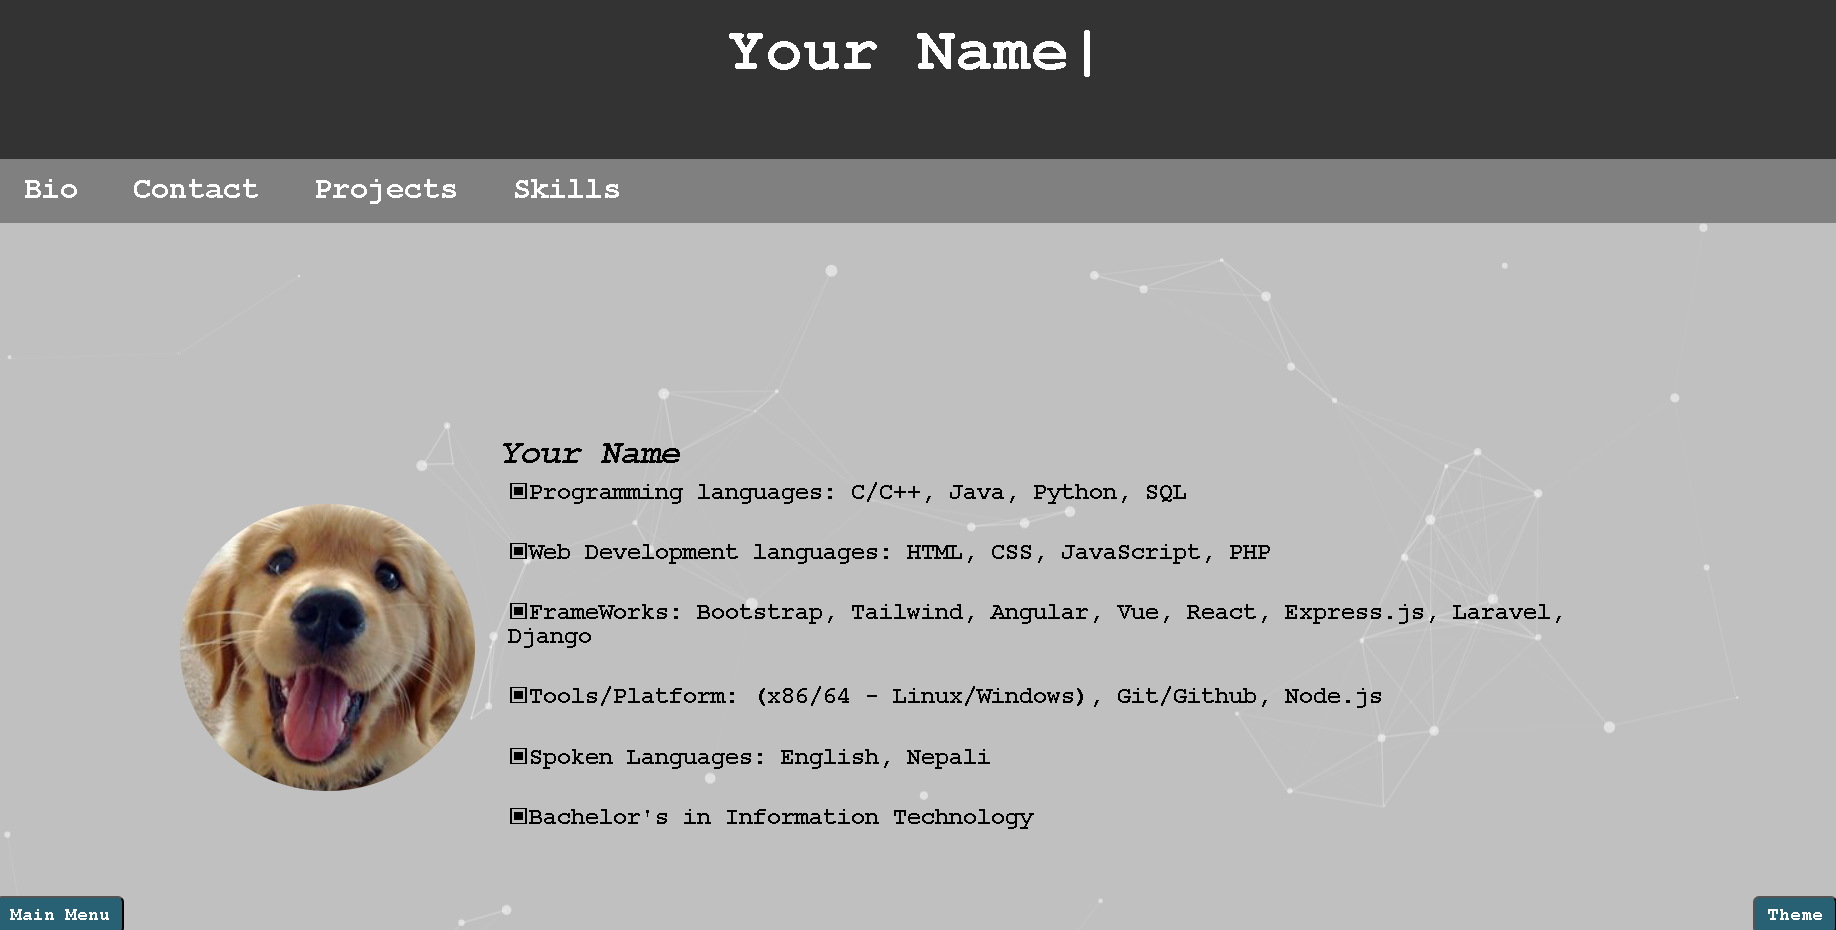 Your Name|
Bio Contact Projects Skills
Your Name
▣Programming languages: C/C++, Java, Python, SQL
▣Web Development languages: HTML, CSS, JavaScript, PHP
▣FrameWorks: Bootstrap, Tailwind, Angular, Vue, React, Express.js, Laravel,
Django
▣Tools/Platform: (x86/64 - Linux/Windows), Git/Github, Node.js
▣Spoken Languages: English, Nepali
▣Bachelor's in Information Technology
Main Menu Theme